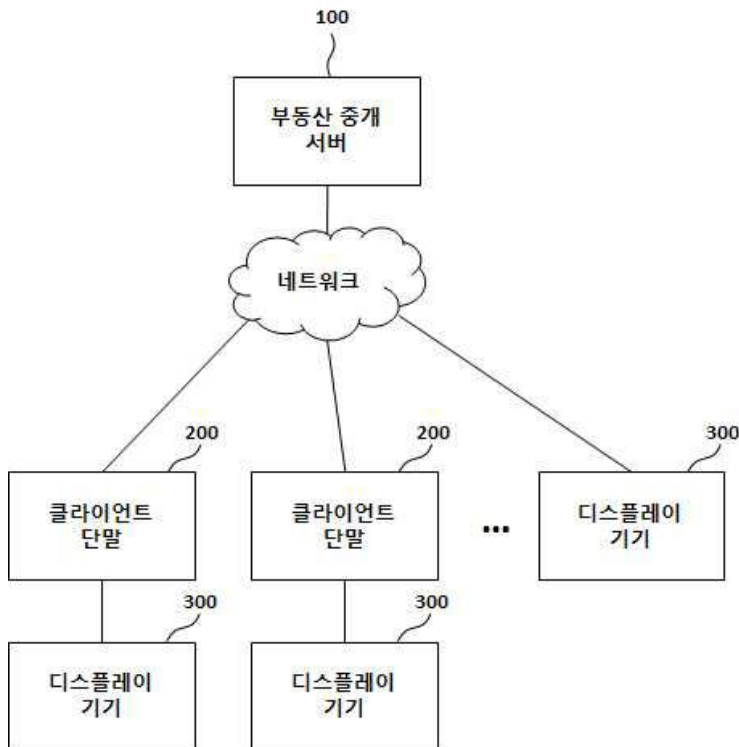 100
부동산 중개
서버
네트워크
200
200
300
클라이언트
단말
클라이언트
단말
...
디스플레이
기기
300
300
디스플레이
기기
디스플레이
기기